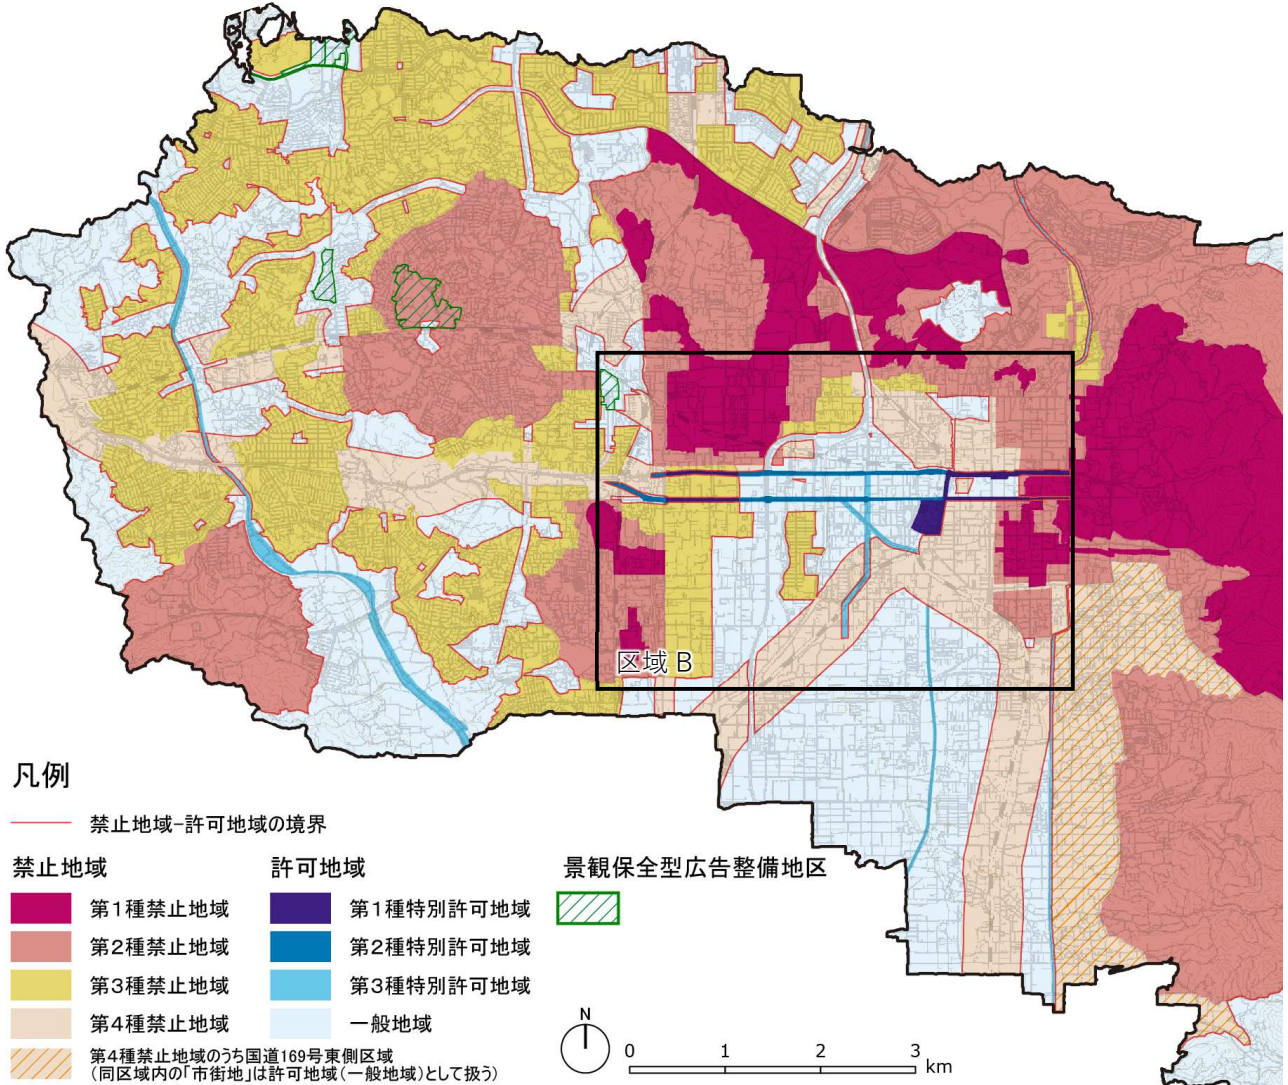 区域 B
凡例
禁止地域-許可地域の境界
禁止地域
第1種禁止地域
第2種禁止地域
第3種禁止地域
第4種禁止地域
第4種禁止地域のうち国道169号東側区域
(同区域内の「市街地」は許可地域(一般地域)として扱う)
許可地域
第1種特別許可地域
第2種特別許可地域
第3種特別許可地域
一般地域
景観保全型広告整備地区
N
0 1 2 3 km